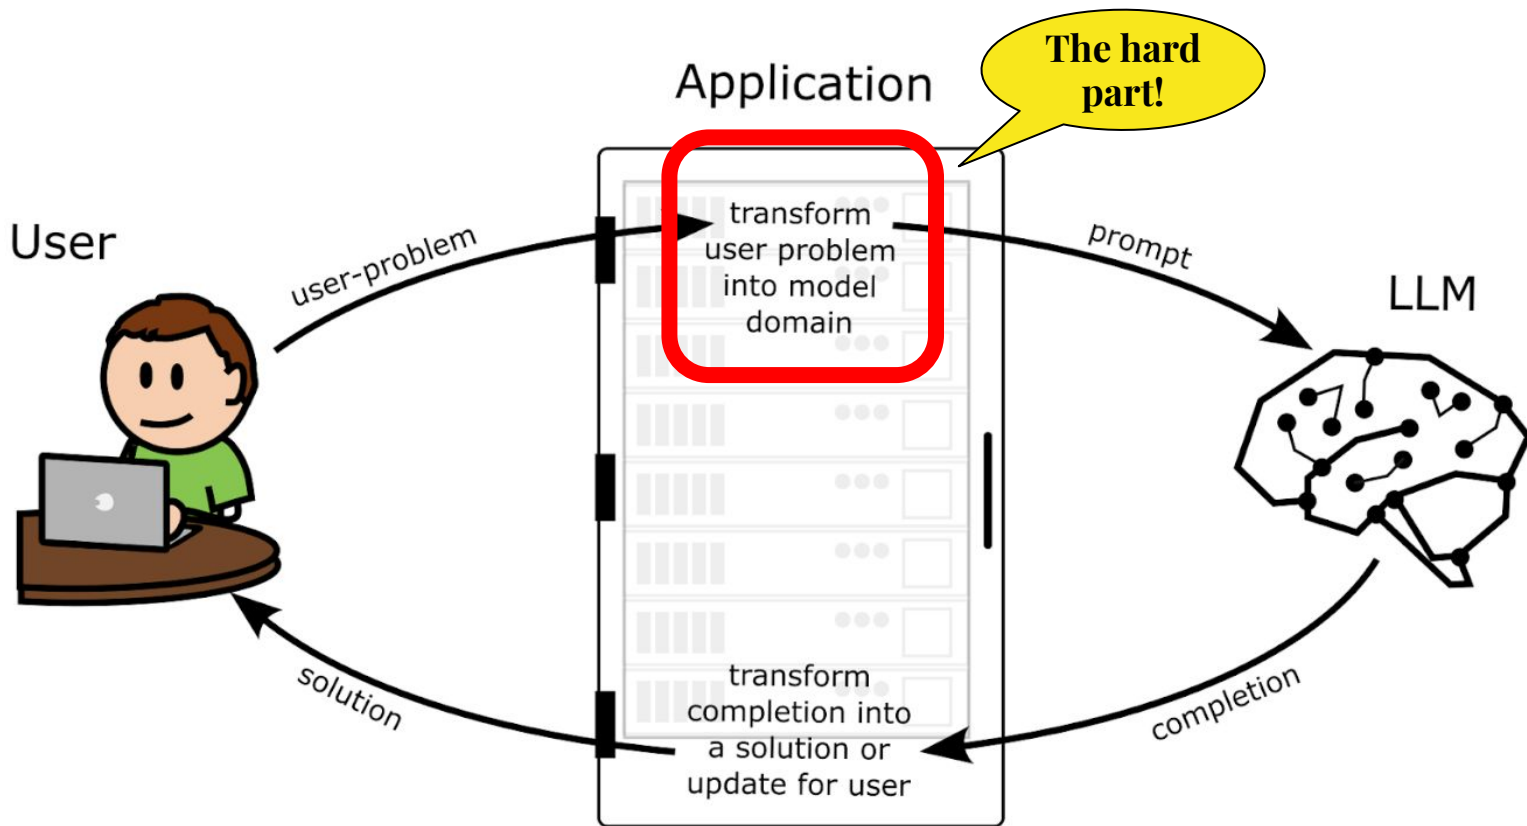 The hard
part!
Application
User
user-problem
transform
user problem
into model
domain
prompt
LLM
solution
transform
completion into
a solution or
update for user
completion